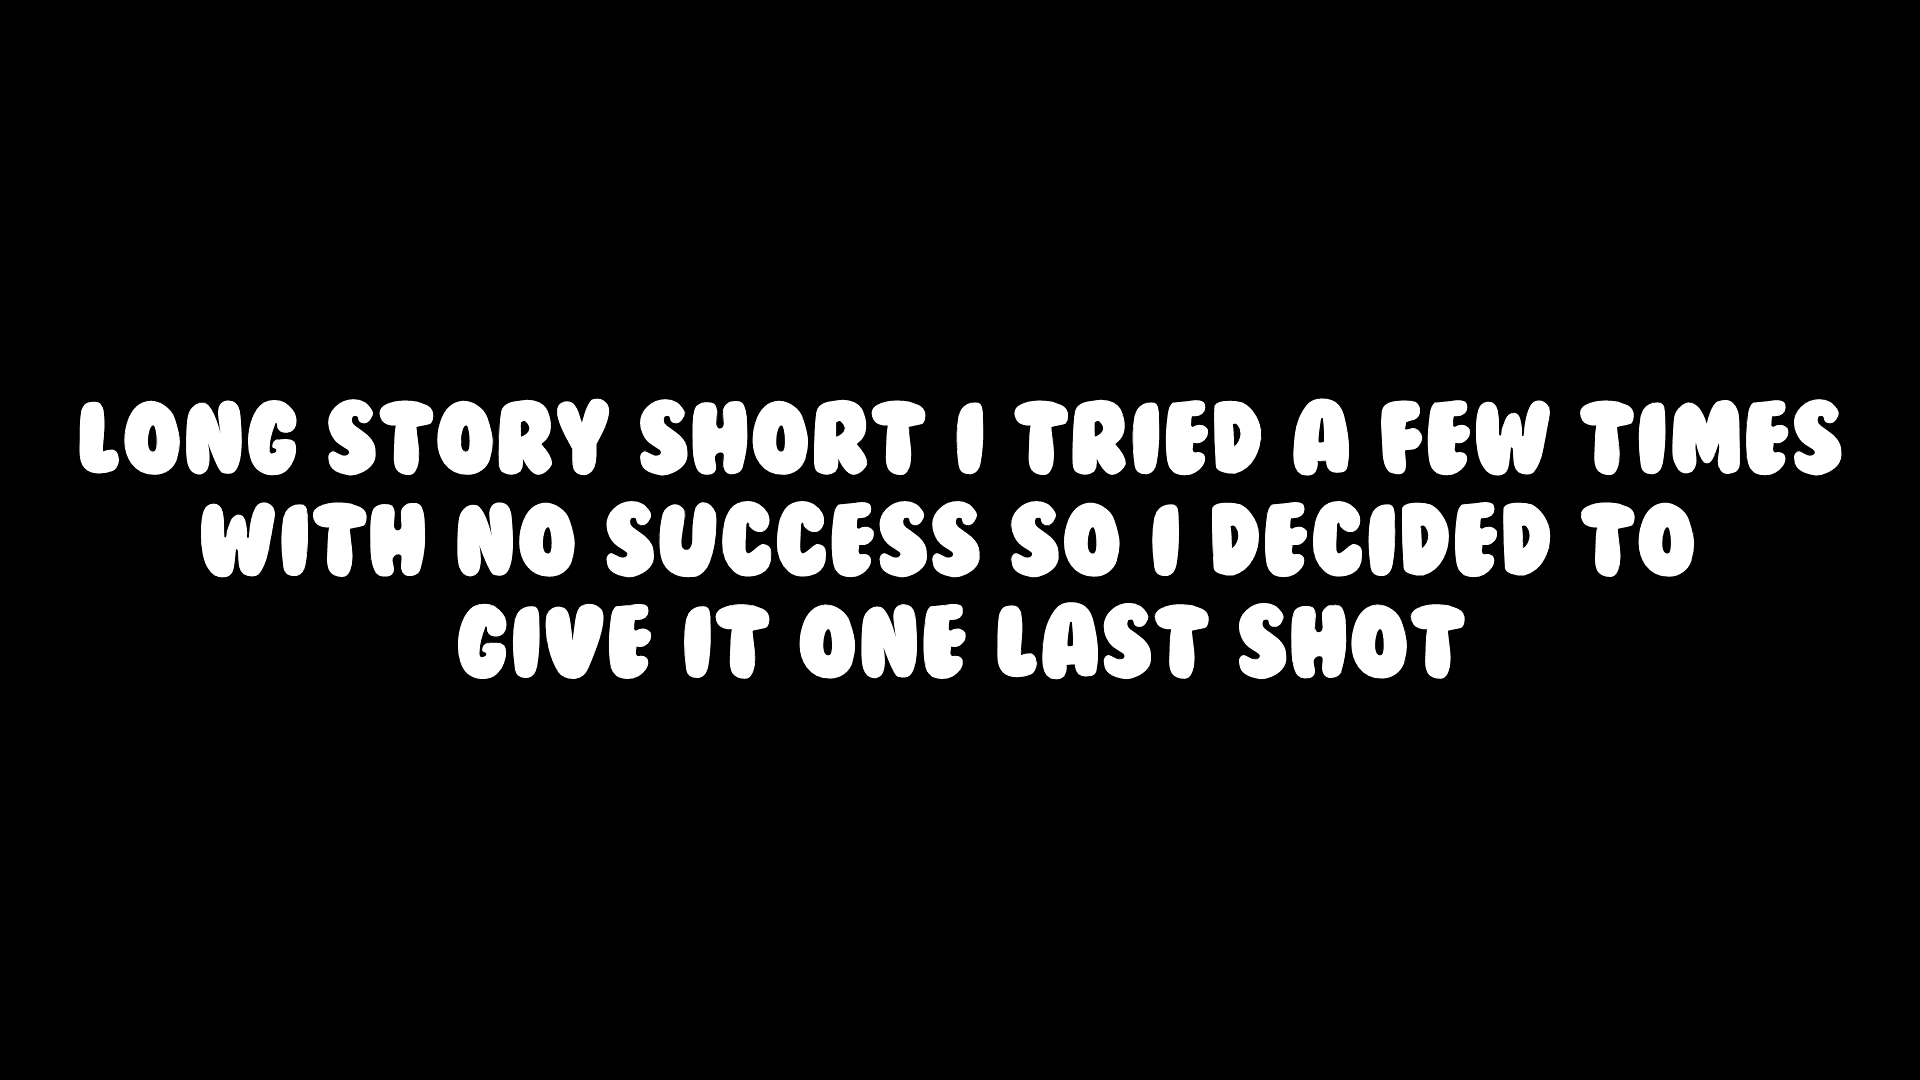 LONG STORY SHORT I TRIED A FEW TIMES
WITH NO SUCCESS SO I DECIDED TO
GIVE IT ONE LAST SHOT